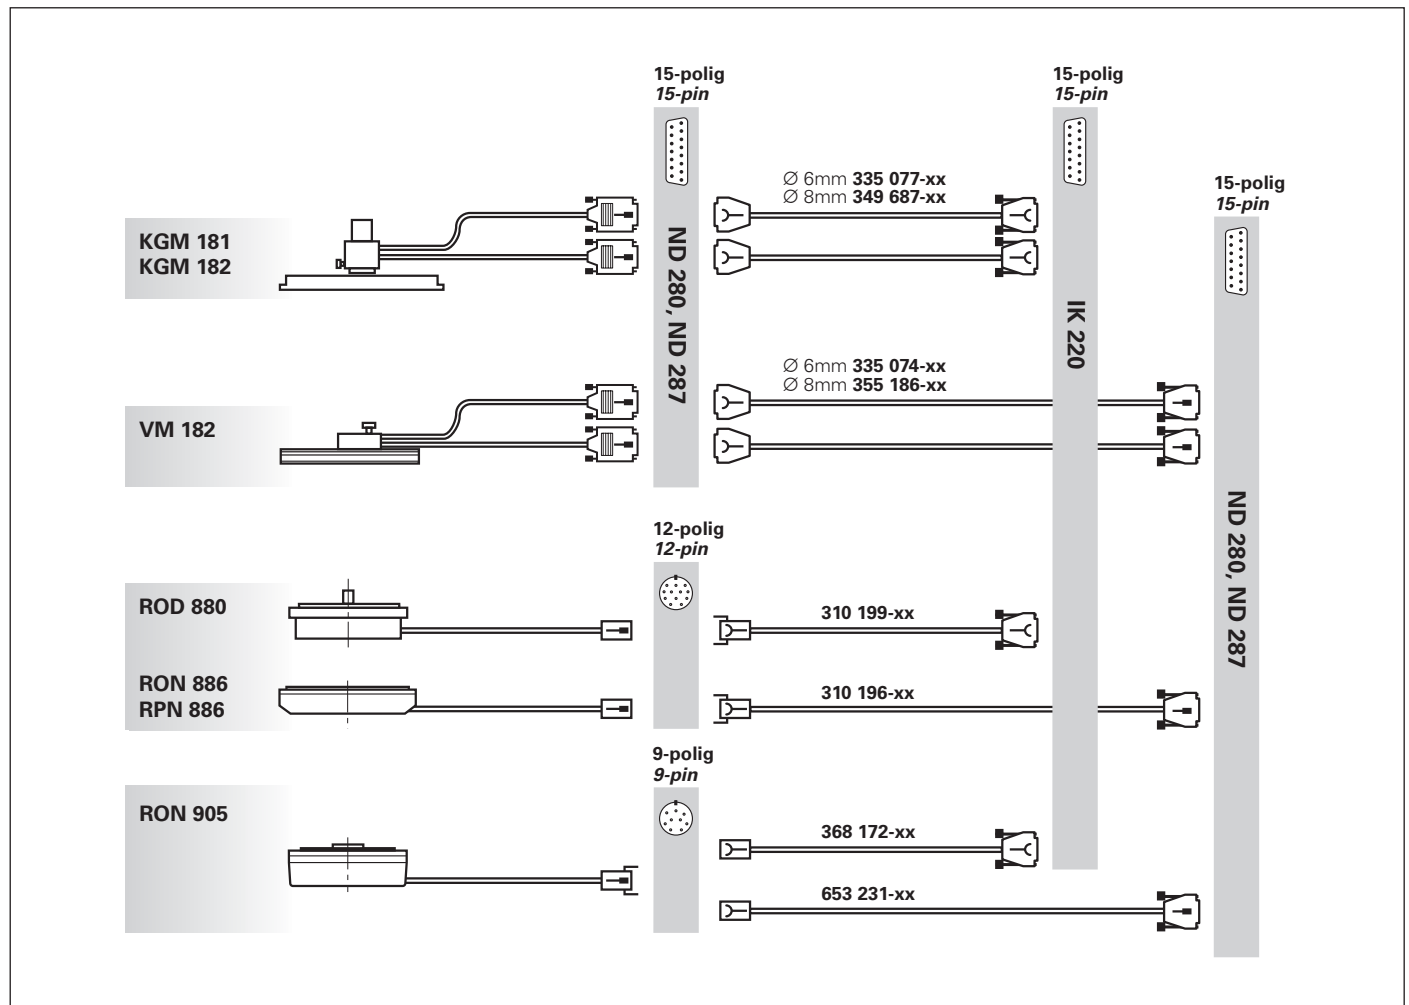 15-polig
15-pin
15-polig
15-pin
Ø 6mm 335 077-xx
Ø 8mm 349 687-xx
15-polig
15-pin
KGM 181
KGM 182
ND 280, ND 287
IK 220
Ø 6mm 335 074-xx
Ø 8mm 355 186-xx
VM 182
ND 280, ND 287
12-polig
12-pin
ROD 880
310 199-xx
RON 886
RPN 886
310 196-xx
9-polig
9-pin
RON 905
368 172-xx
653 231-xx